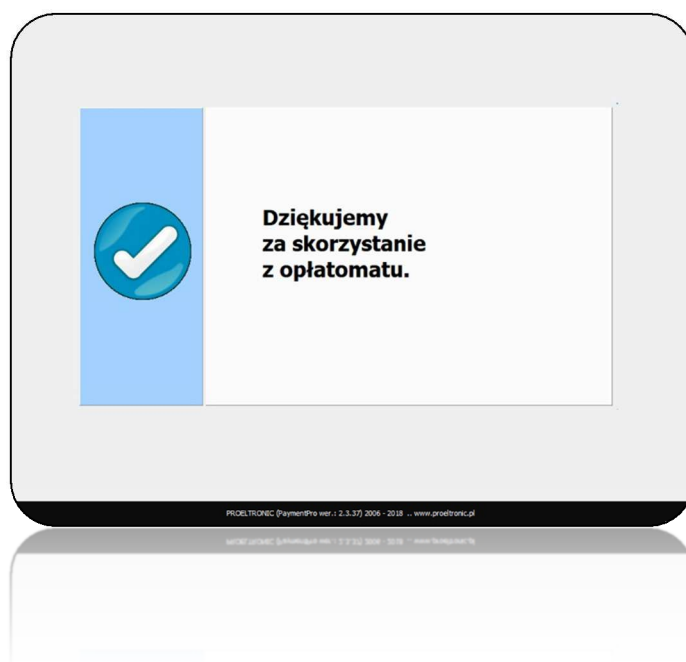 Dziękujemy
za skorzystanie
z opłatomatu.
PROELTRONIC (PaymentPro wer.: 2.3.37) 2006 - 2018 .. www.proeltronic.pl